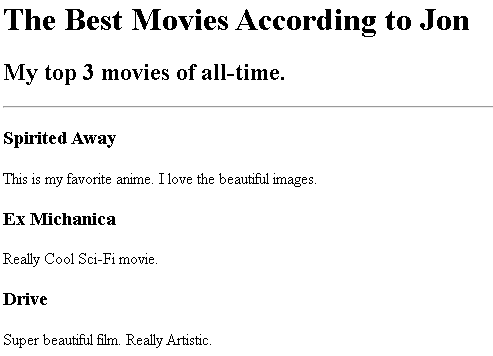 The Best Movies According to Jon
My top 3 movies of all-time.
Spirited Away
This is my favorite anime. I love the beautiful images.
Ex Michanica
Really Cool Sci-Fi movie.
Drive
Super beautiful film. Really Artistic.